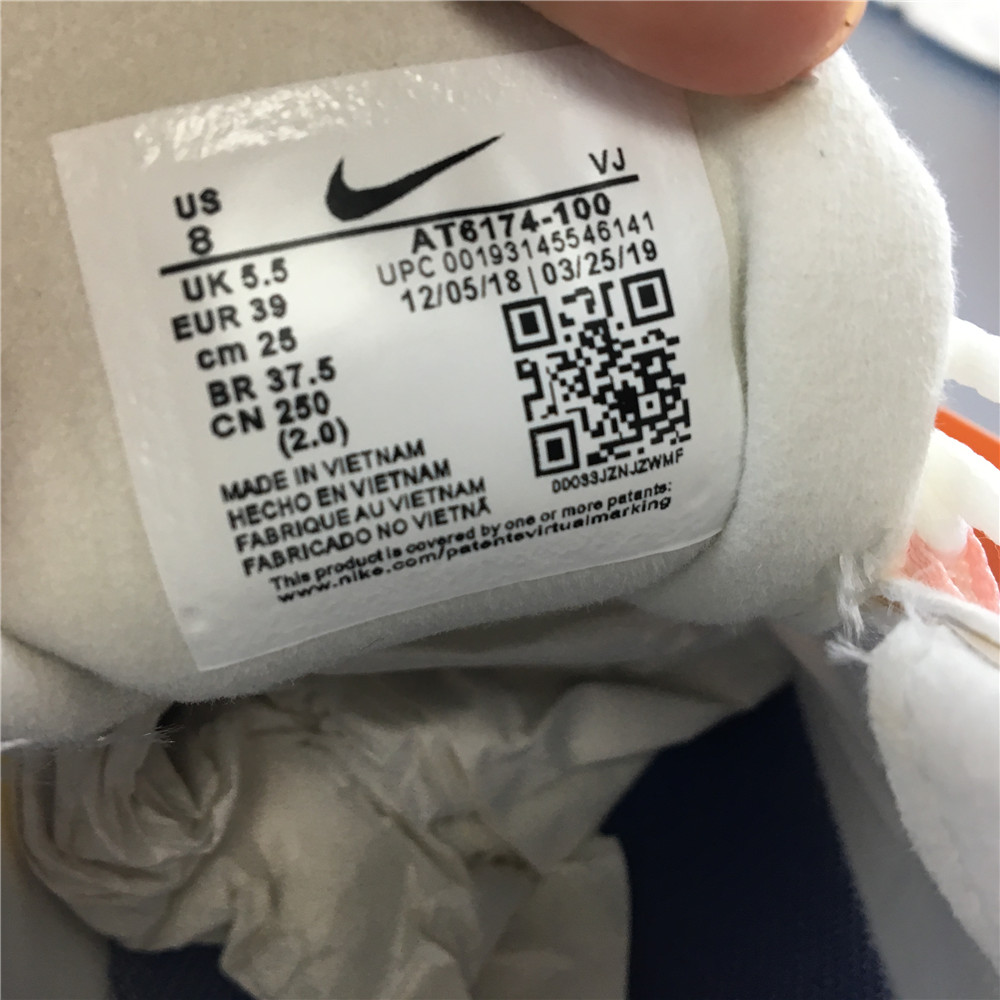 US
8
VJ
AT6174-100
UPC 00193145546141
12/05/18 | 03/25/19
UK 5.5
EUR 39
cm 25
BR 37.5
CN 250
(2.0)
DD033JZNJZWMF
MADE IN VIETNAM
HECHO EN VIETNAM
FABRIQUE AU VIETNAM
FABRICADO NO VIETNÃ
This product is covered by one or more patents:
www.nike.com/patentsvirtualmarking